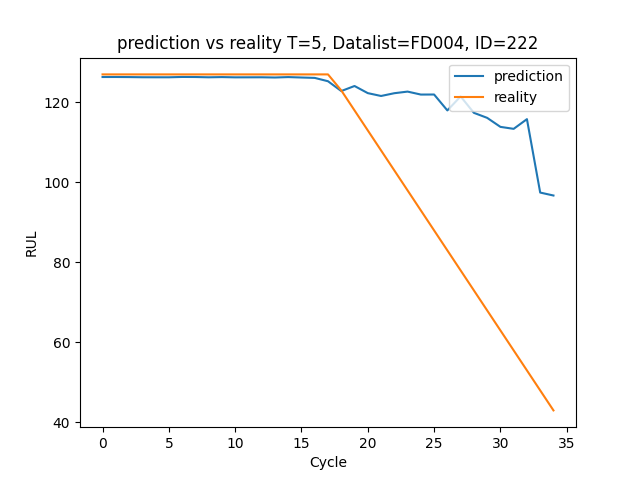 prediction vs reality T=5, Datalist=FD004, ID=222
prediction
reality
120
100
80
60
40
RUL
0 5 10 15 20 25 30 35
Cycle